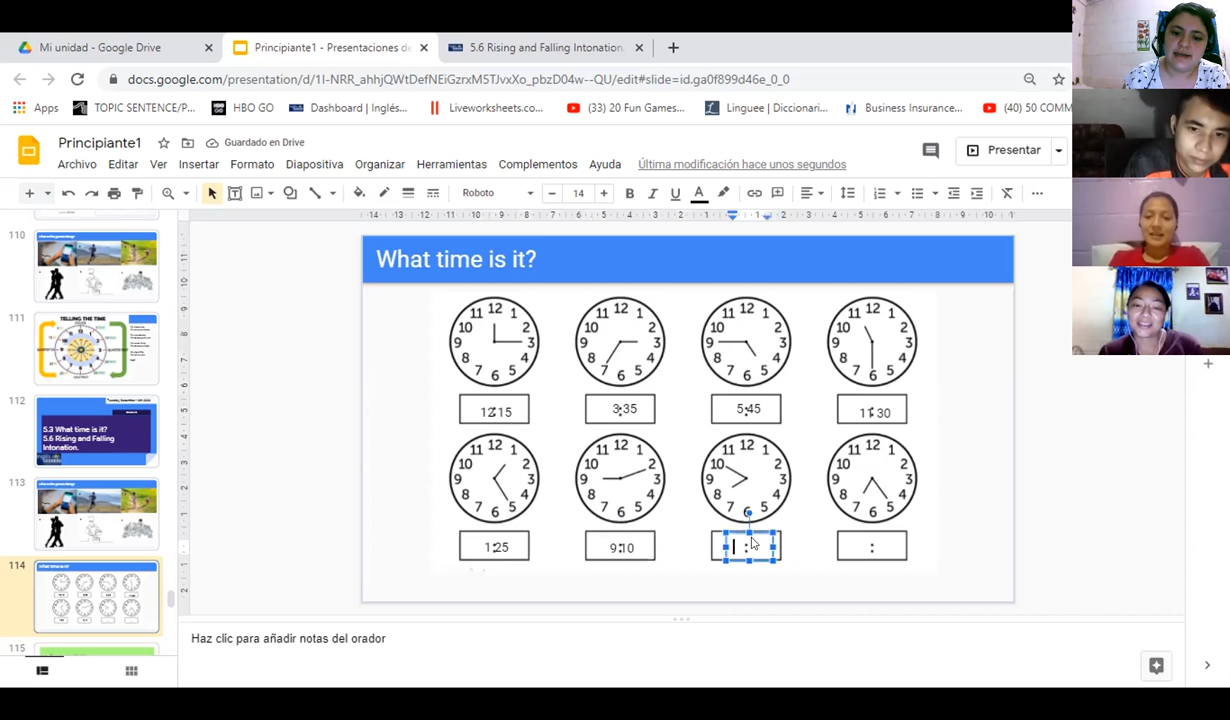 Mi unidad - Google Drive
Principiante1 - Presentaciones de
5.6 Rising and Falling Intonation.
docs.google.com/presentation/d/1I-NRR_ahhjQWtDefNEiGzrxM5TJvxXo_pbzD04w--QU/edit#slide=id.ga0f899d46e_0_0
Apps
TOPIC SENTENCE/P...
HBO GO
Dashboard | Inglés...
Liveworksheets.co...
(33) 20 Fun Games...
Linguee | Diccionari...
Business Insurance...
(40) 50 COMM
Principiante1
Guardado en Drive
Archivo
Editar
Ver
Insertar
Formato
Diapositiva
Organizar
Herramientas
Complementos
Ayuda
Última modificación hace unos segundos
Presentar
Roboto
14
110
111
TELLING THE TIME
112
5.3 What time is it?
5.6 Rising and Falling
Intonation.
113
114
What time is it?
115
What time is it?
12:15
3:35
5:45
11:30
1:25
9:10
:
:
Haz clic para añadir notas del orador